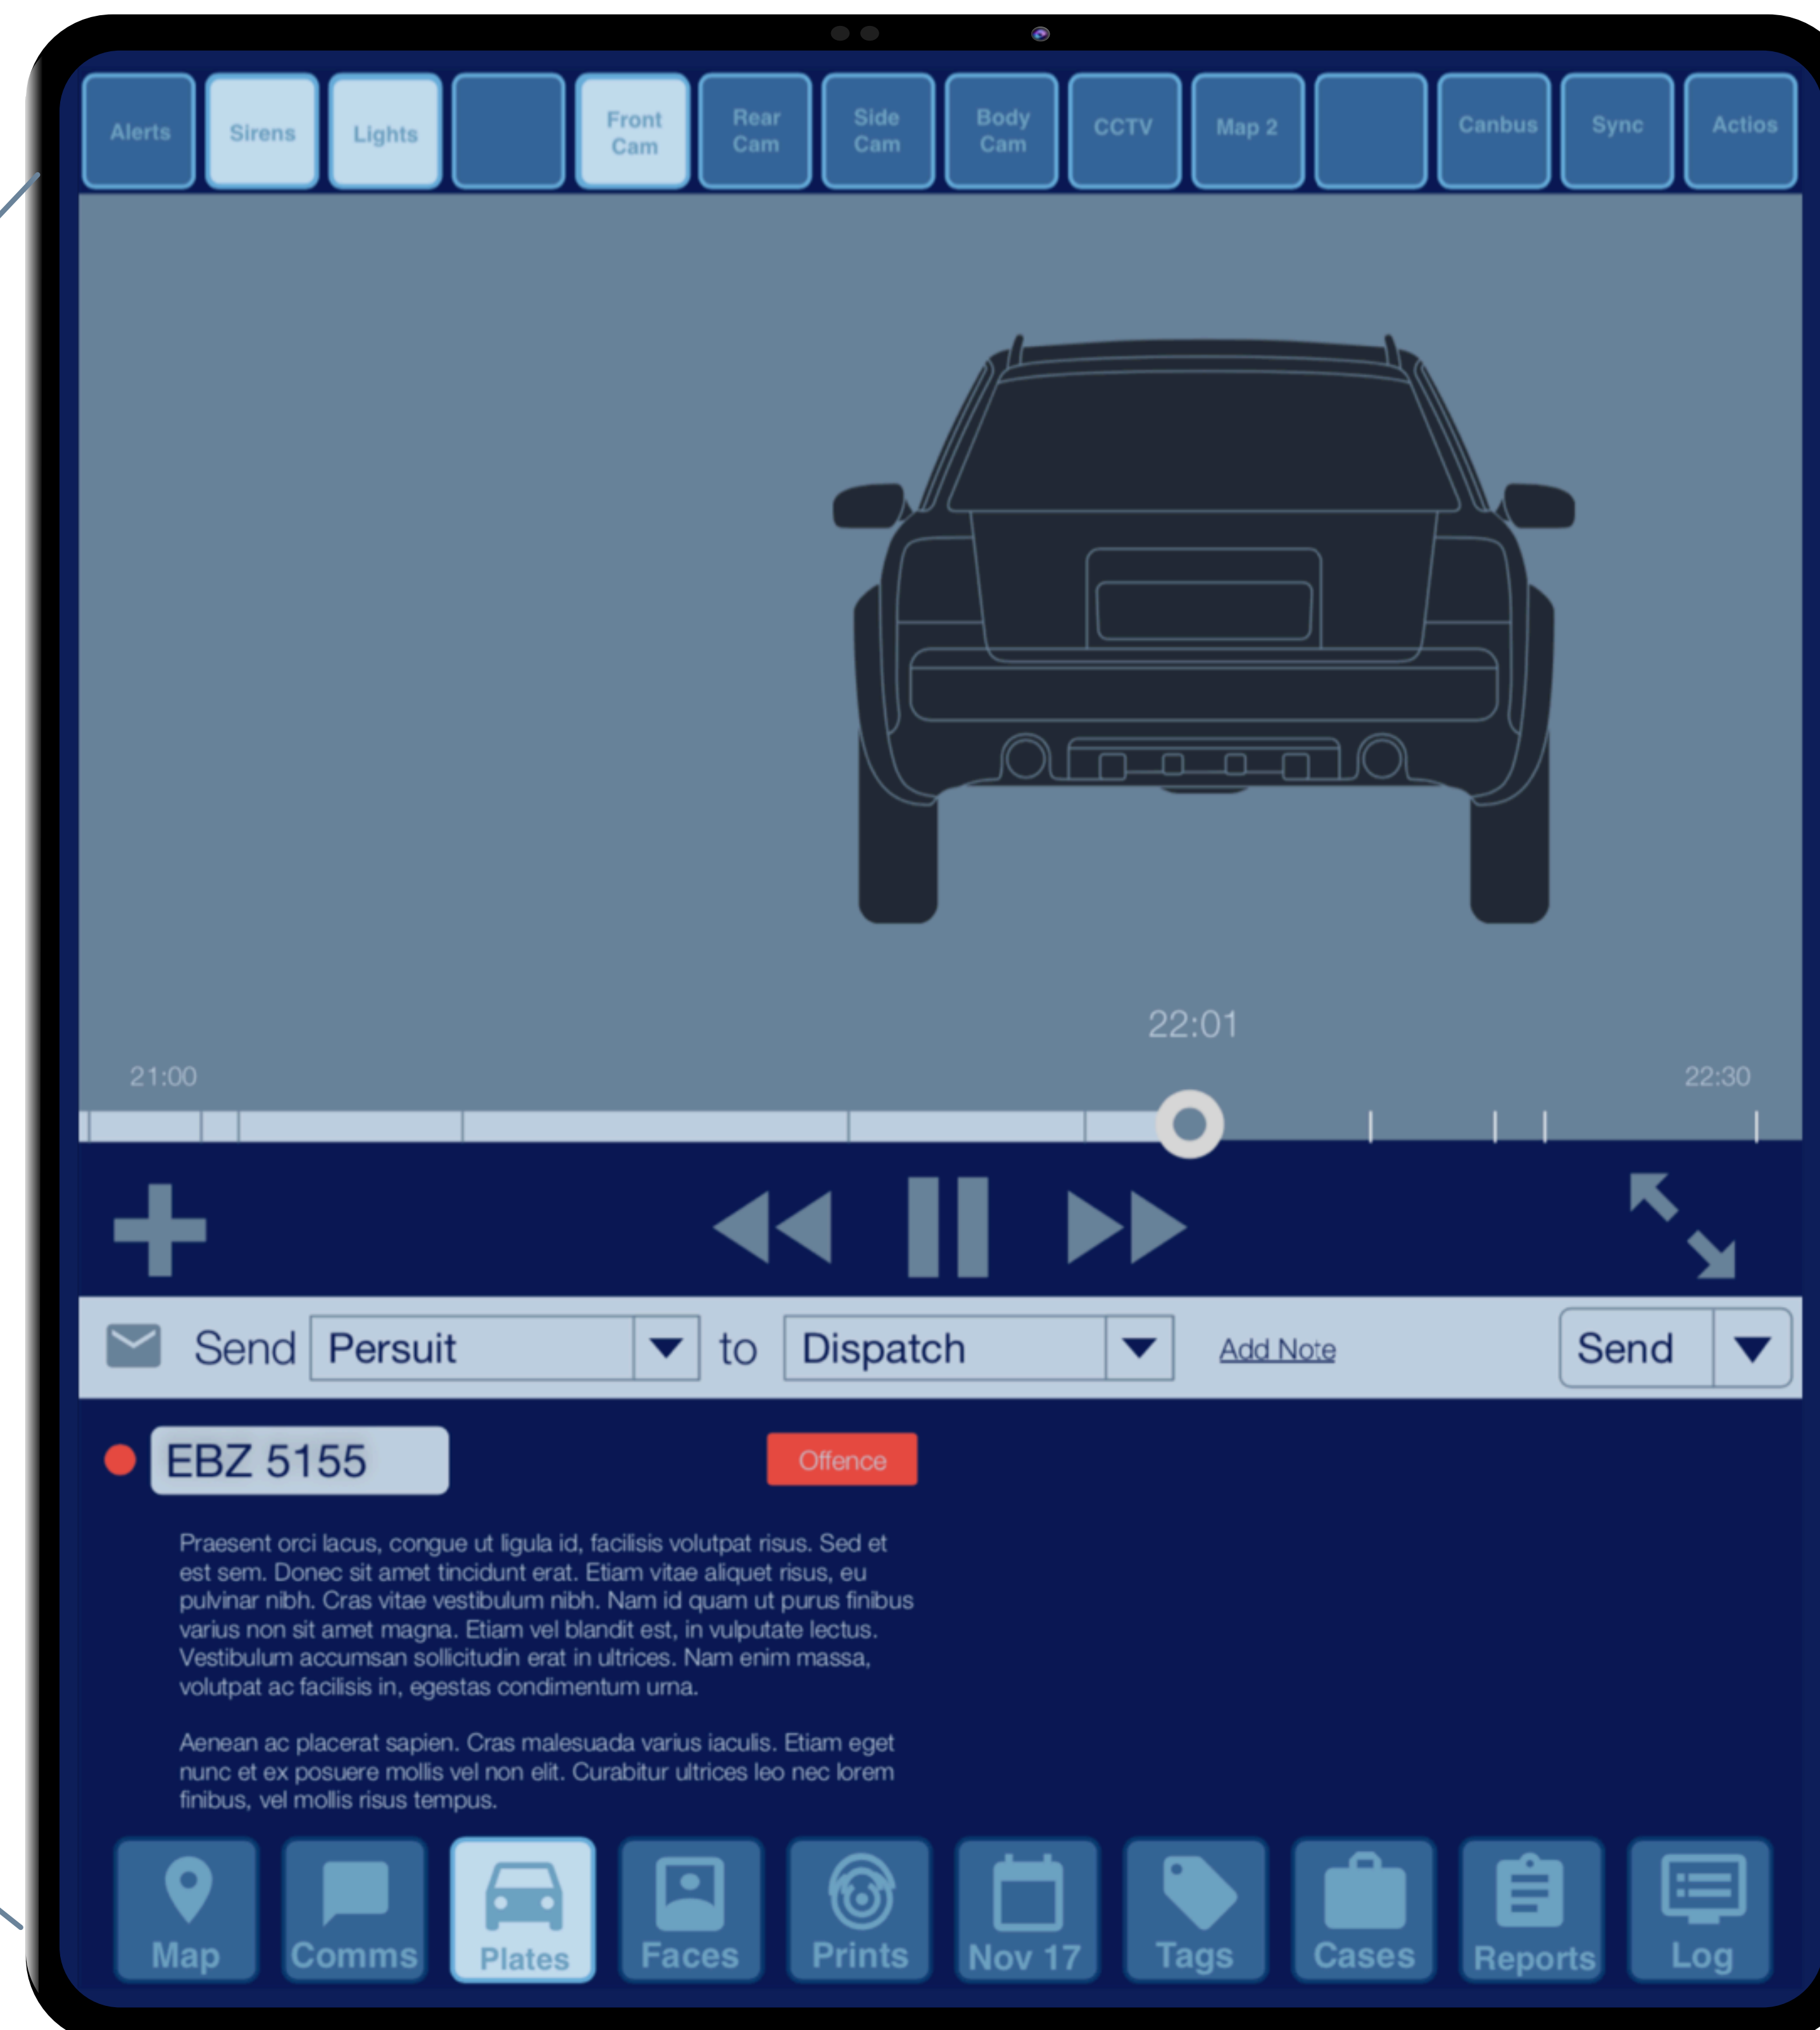 Alerts
Sirens
Lights
Front
Cam
Rear
Cam
Side
Cam
Body
Cam
CCTV
Map 2
Canbus
Sync
Actios
22:01
21:00
22:30
Send Persuit to Dispatch Add Note Send
EBZ 5155 Offence
Praesent orci lacus, congue ut ligula id, facilisis volutpat risus. Sed et
est sem. Donec sit amet tincidunt erat. Etiam vitae aliquet risus, eu
pulvinar nibh. Cras vitae vestibulum nibh. Nam id quam ut purus finibus
varius non sit amet magna. Etiam vel blandit est, in vulputate lectus.
Vestibulum accumsan sollicitudin erat in ultrices. Nam enim massa,
volutpat ac facilisis in, egestas condimentum urna.
Aenean ac placerat sapien. Cras malesuada varius iaculis. Etiam eget
nunc et ex posuere mollis vel non elit. Curabitur ultrices leo nec lorem
finibus, vel mollis risus tempus.
Map
Comms
Plates
Faces
Prints
Nov 17
Tags
Cases
Reports
Log